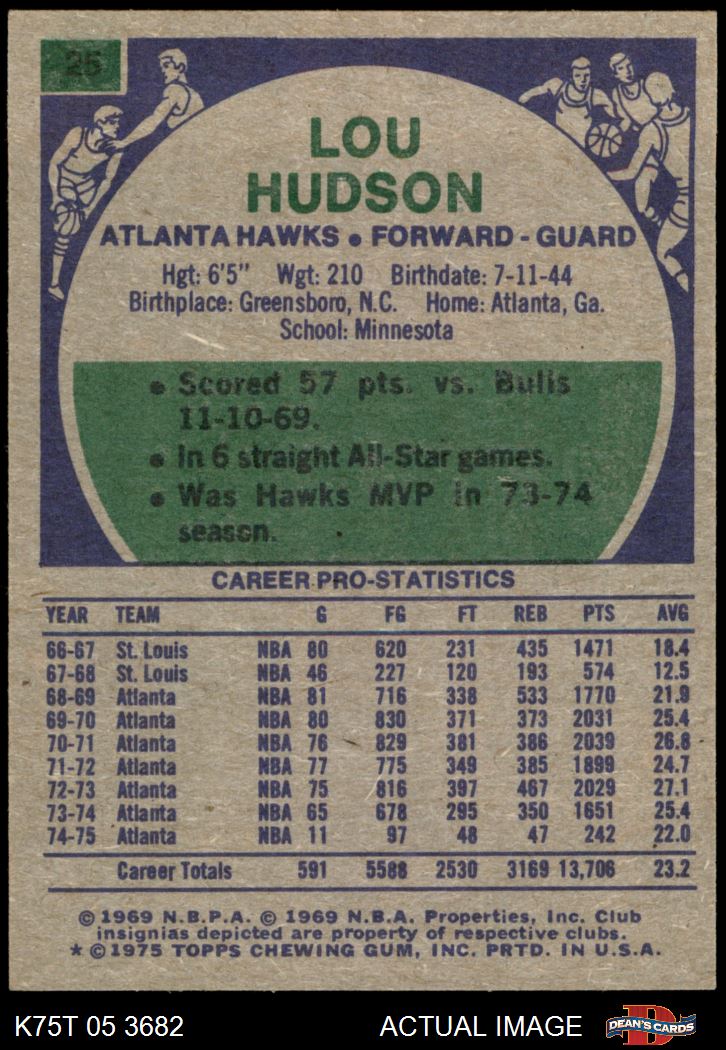 25
LOU
HUDSON
ATLANTA HAWKS • FORWARD - GUARD
Hgt: 6'5" Wgt: 210 Birthdate: 7-11-44
Birthplace: Greensboro, N.C. Home: Atlanta, Ga.
School: Minnesota
• Scored 57 pts. vs. Bulls
11-10-69.
• In 6 straight All-Star games.
• Was Hawks MVP in 73-74
season.
CAREER PRO-STATISTICS
YEAR TEAM G FG FT REB PTS AVG
66-67 St. Louis NBA 80 620 231 435 1471 18.4
67-68 St. Louis NBA 46 227 120 193 574 12.5
68-69 Atlanta NBA 81 716 338 533 1770 21.9
69-70 Atlanta NBA 80 830 371 373 2031 25.4
70-71 Atlanta NBA 76 829 381 386 2039 26.8
71-72 Atlanta NBA 77 775 349 385 1899 24.7
72-73 Atlanta NBA 75 816 397 467 2029 27.1
73-74 Atlanta NBA 65 678 295 350 1651 25.4
74-75 Atlanta NBA 11 97 48 47 242 22.0
Career Totals 591 5588 2530 3169 13,706 23.2
© 1969 N.B.P.A. © 1969 N.B.A. Properties, Inc. Club
insignias depicted are property of respective clubs.
* © 1975 TOPPS CHEWING GUM, INC. PRTD. IN U.S.A.
K75T 05 3682 ACTUAL IMAGE D DEAN'S CARDS